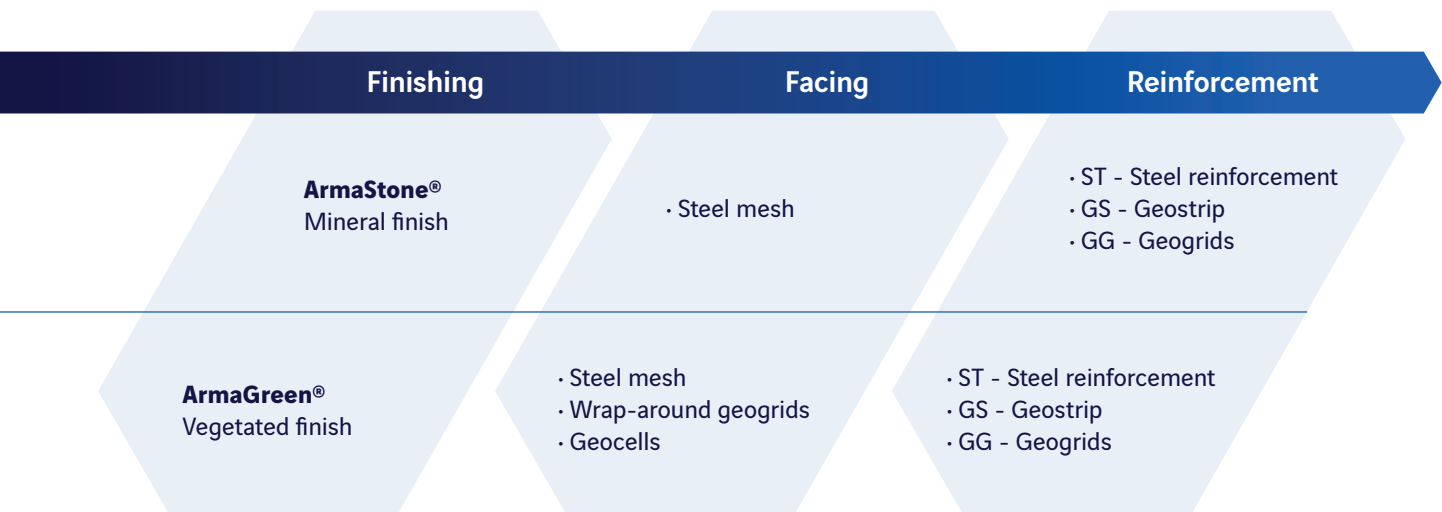 Finishing
Facing
Reinforcement
ArmaStone®
Mineral finish
· Steel mesh
· ST - Steel reinforcement
· GS - Geostrip
· GG - Geogrids
ArmaGreen®
Vegetated finish
· Steel mesh
· Wrap-around geogrids
· Geocells
· ST - Steel reinforcement
· GS - Geostrip
· GG - Geogrids